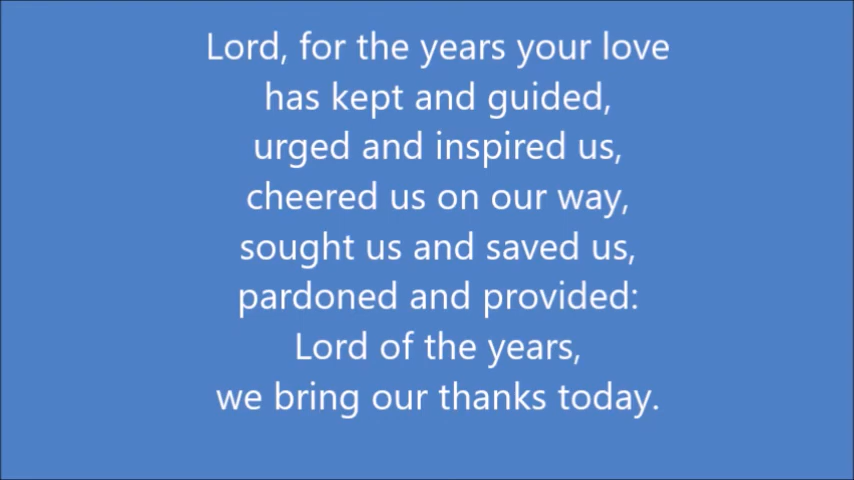 Lord, for the years your love
has kept and guided,
urged and inspired us,
cheered us on our way,
sought us and saved us,
pardoned and provided:
Lord of the years,
we bring our thanks today.